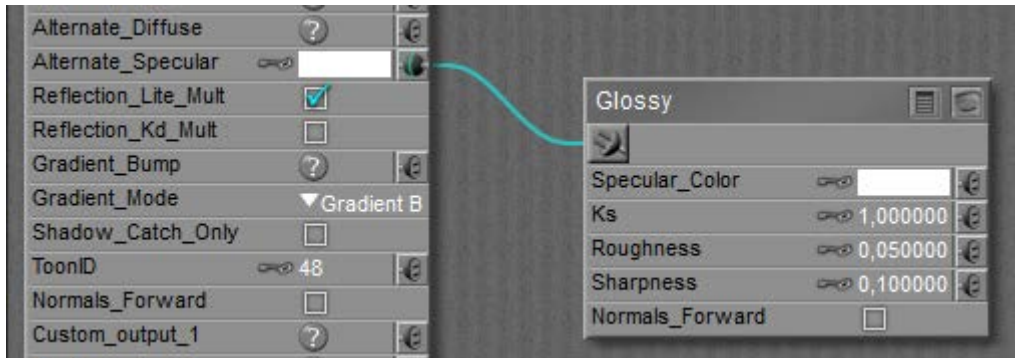 Alternate_Diffuse ?
Alternate_Specular
Reflection_Lite_Mult
Reflection_Kd_Mult
Gradient_Bump ?
Gradient_Mode Gradient B
Shadow_Catch_Only
ToonID 48
Normals_Forward
Custom_output_1 ?
Glossy
Specular_Color
Ks 1,000000
Roughness 0,050000
Sharpness 0,100000
Normals_Forward